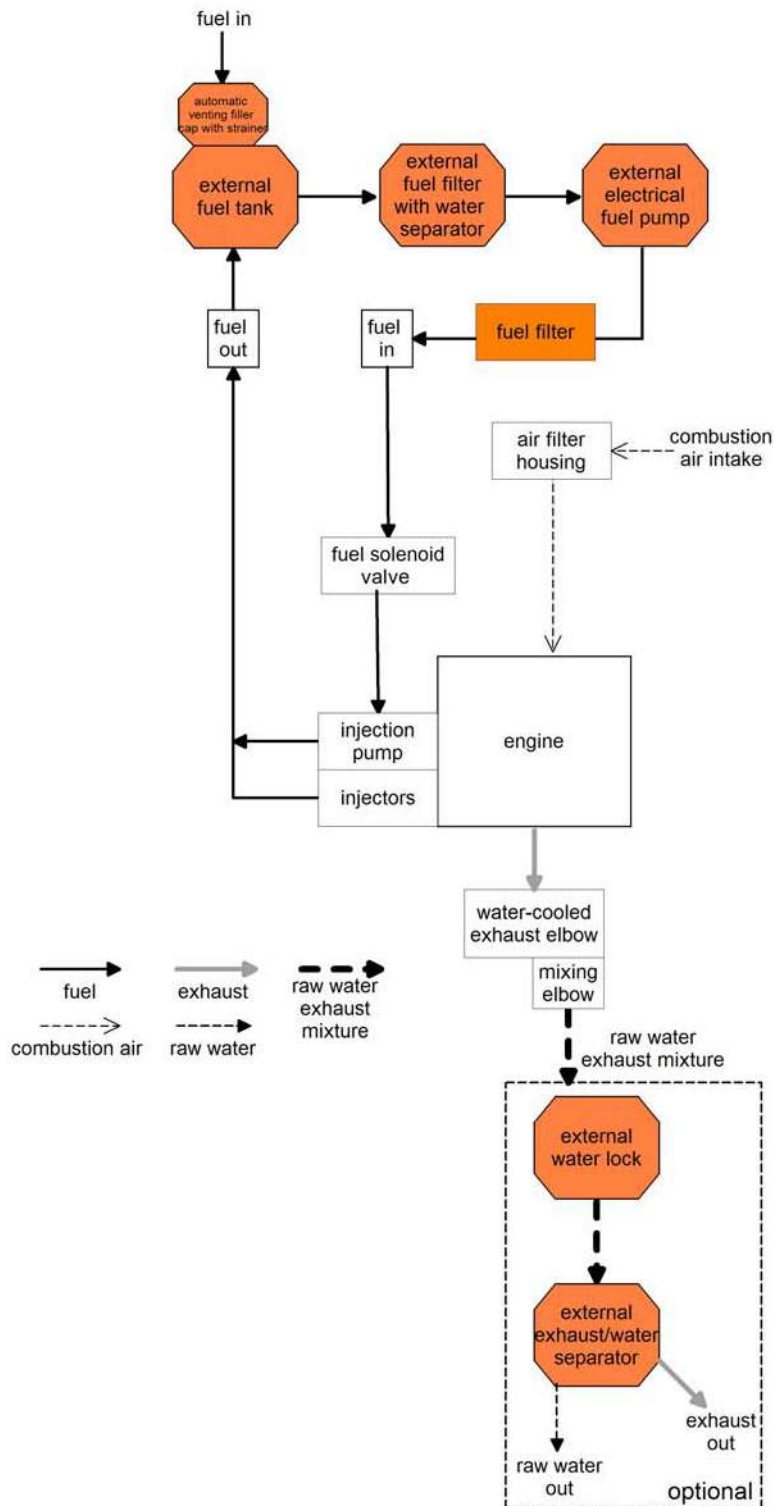 fuel in
automatic
venting filler
cap with strainer
external
fuel tank
external
fuel filter
with water
separator
external
electrical
fuel pump
fuel
out
fuel
in
fuel filter
air filter
housing
combustion
air intake
fuel solenoid
valve
injection
pump
engine
injectors
water-cooled
exhaust elbow
mixing
elbow
fuel
exhaust
raw water
exhaust
mixture
combustion air
raw water
raw water
exhaust mixture
external
water lock
external
exhaust/water
separator
exhaust
out
raw water
out
optional